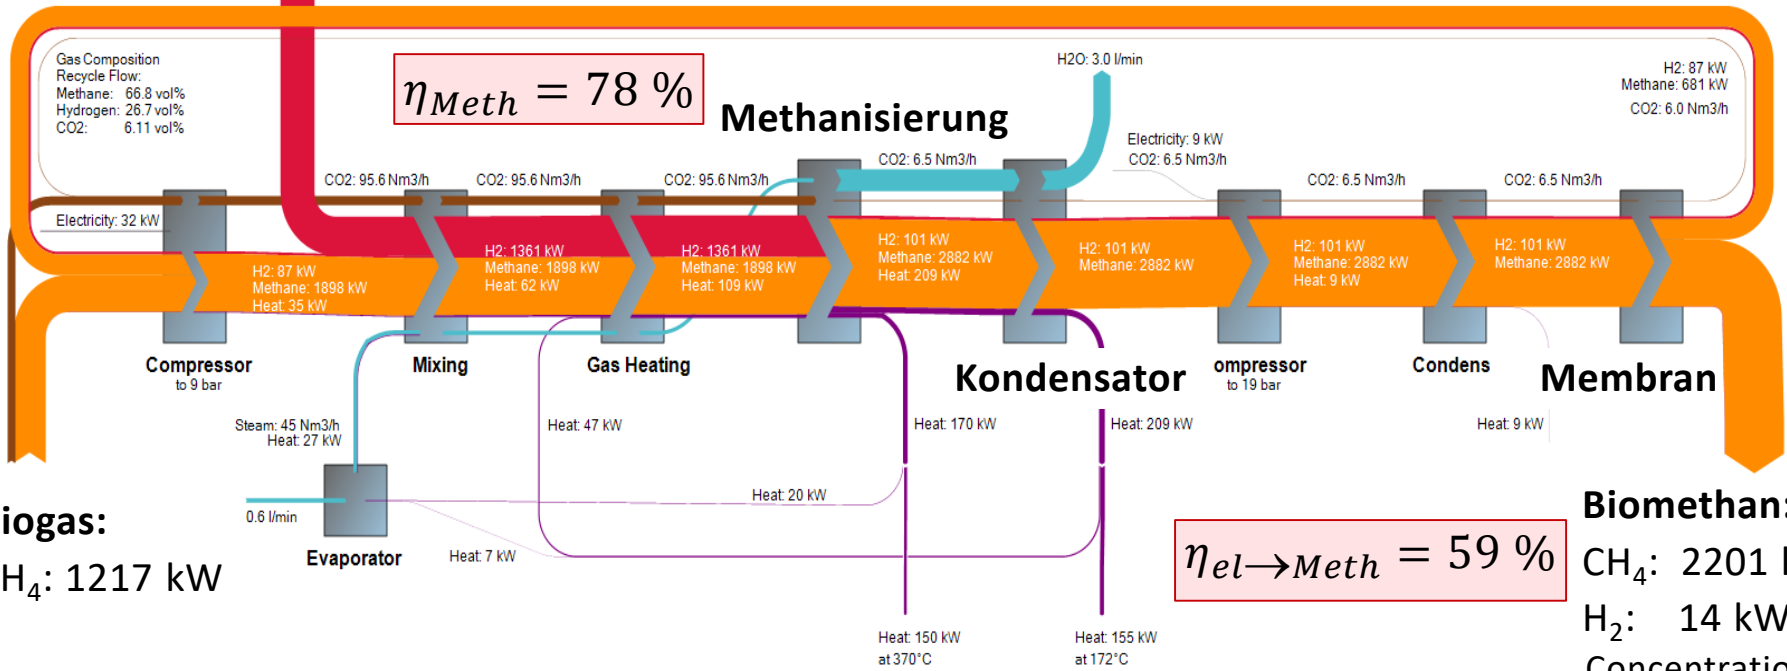 Gas Composition
Recycle Flow:
Methane: 66.8 vol%
Hydrogen: 26.7 vol%
CO2: 6.11 vol%
η_Meth = 78 %
Methanisierung
H2O: 3.0 l/min
H2: 87 kW
Methane: 681 kW
CO2: 6.0 Nm3/h
Electricity: 9 kW
CO2: 6.5 Nm3/h
CO2: 95.6 Nm3/h
CO2: 95.6 Nm3/h
CO2: 95.6 Nm3/h
CO2: 6.5 Nm3/h
CO2: 6.5 Nm3/h
CO2: 6.5 Nm3/h
Electricity: 32 kW
H2: 87 kW
Methane: 1898 kW
Heat: 35 kW
H2: 1361 kW
Methane: 1898 kW
Heat: 62 kW
H2: 1361 kW
Methane: 1898 kW
Heat: 109 kW
H2: 101 kW
Methane: 2882 kW
Heat: 209 kW
H2: 101 kW
Methane: 2882 kW
H2: 101 kW
Methane: 2882 kW
Heat: 9 kW
H2: 101 kW
Methane: 2882 kW
Compressor
to 9 bar
Mixing
Gas Heating
Kondensator
ompressor
to 19 bar
Condens
Membran
Steam: 45 Nm3/h
Heat: 27 kW
Heat: 47 kW
Heat: 170 kW
Heat: 209 kW
Heat: 9 kW
0.6 l/min
Heat: 20 kW
Evaporator
Heat: 7 kW
iogas:
H₄: 1217 kW
η_el→Meth = 59 %
Biomethan:
CH₄: 2201
H₂: 14 kW
Concentratio
Heat: 150 kW
at 370°C
Heat: 155 kW
at 172°C